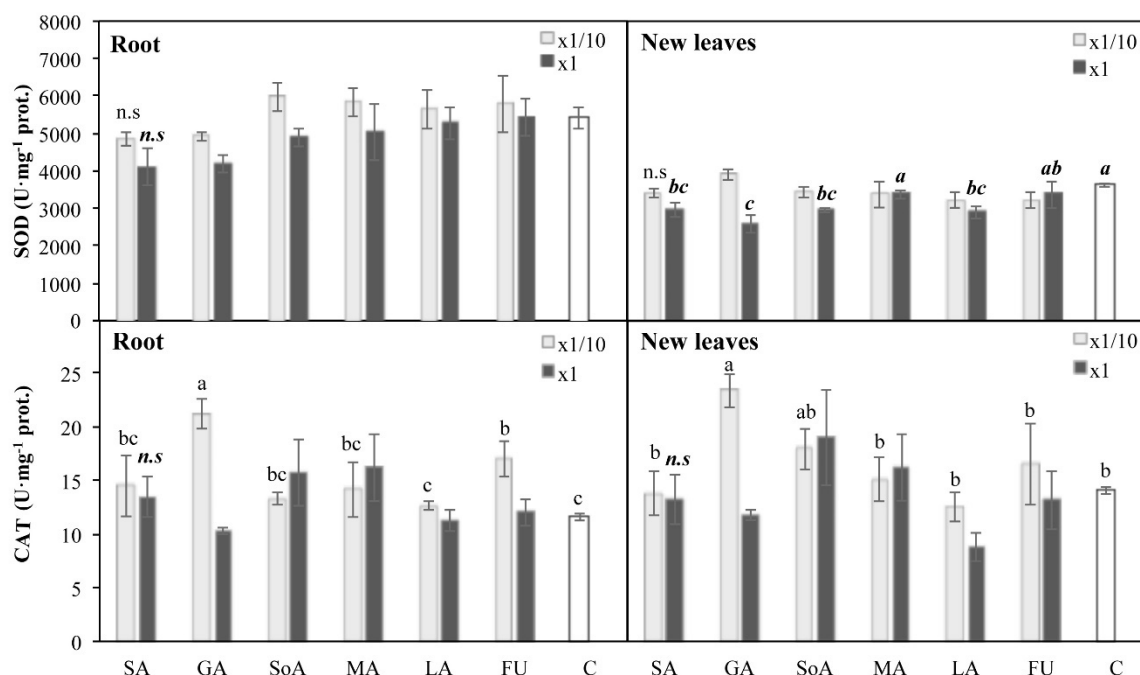 8000
7000
6000
5000
4000
3000
2000
1000
0
SOD (U·mg⁻¹ prot.)
Root
x1/10
x1
n.s
n.s
New leaves
x1/10
x1
n.s
bc
c
bc
a
bc
ab
a
25
20
15
10
5
0
CAT (U·mg⁻¹ prot.)
Root
x1/10
x1
bc
n.s
a
bc
bc
c
b
c
New leaves
x1/10
x1
b
n.s
a
ab
b
b
b
b
SA GA SoA MA LA FU C
SA GA SoA MA LA FU C